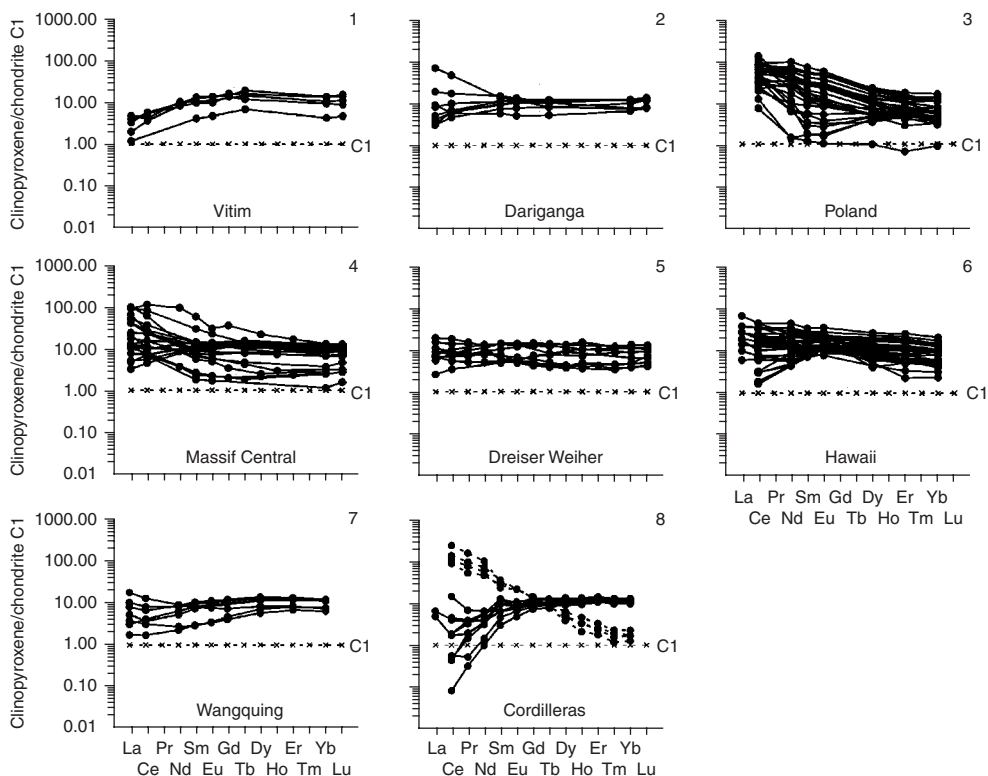 Clinopyroxene/chondrite C1
1000.00
100.00
10.00
1.00
0.10
0.01
1
C1
Vitim
2
C1
Dariganga
3
C1
Poland
Clinopyroxene/chondrite C1
1000.00
100.00
10.00
1.00
0.10
0.01
4
C1
Massif Central
5
C1
Dreiser Weiher
6
C1
Hawaii
La Pr Sm Gd Dy Er Yb
Ce Nd Eu Tb Ho Tm Lu
Clinopyroxene/chondrite C1
1000.00
100.00
10.00
1.00
0.10
0.01
7
C1
Wangquing
La Pr Sm Gd Dy Er Yb
Ce Nd Eu Tb Ho Tm Lu
8
C1
Cordilleras
La Pr Sm Gd Dy Er Yb
Ce Nd Eu Tb Ho Tm Lu